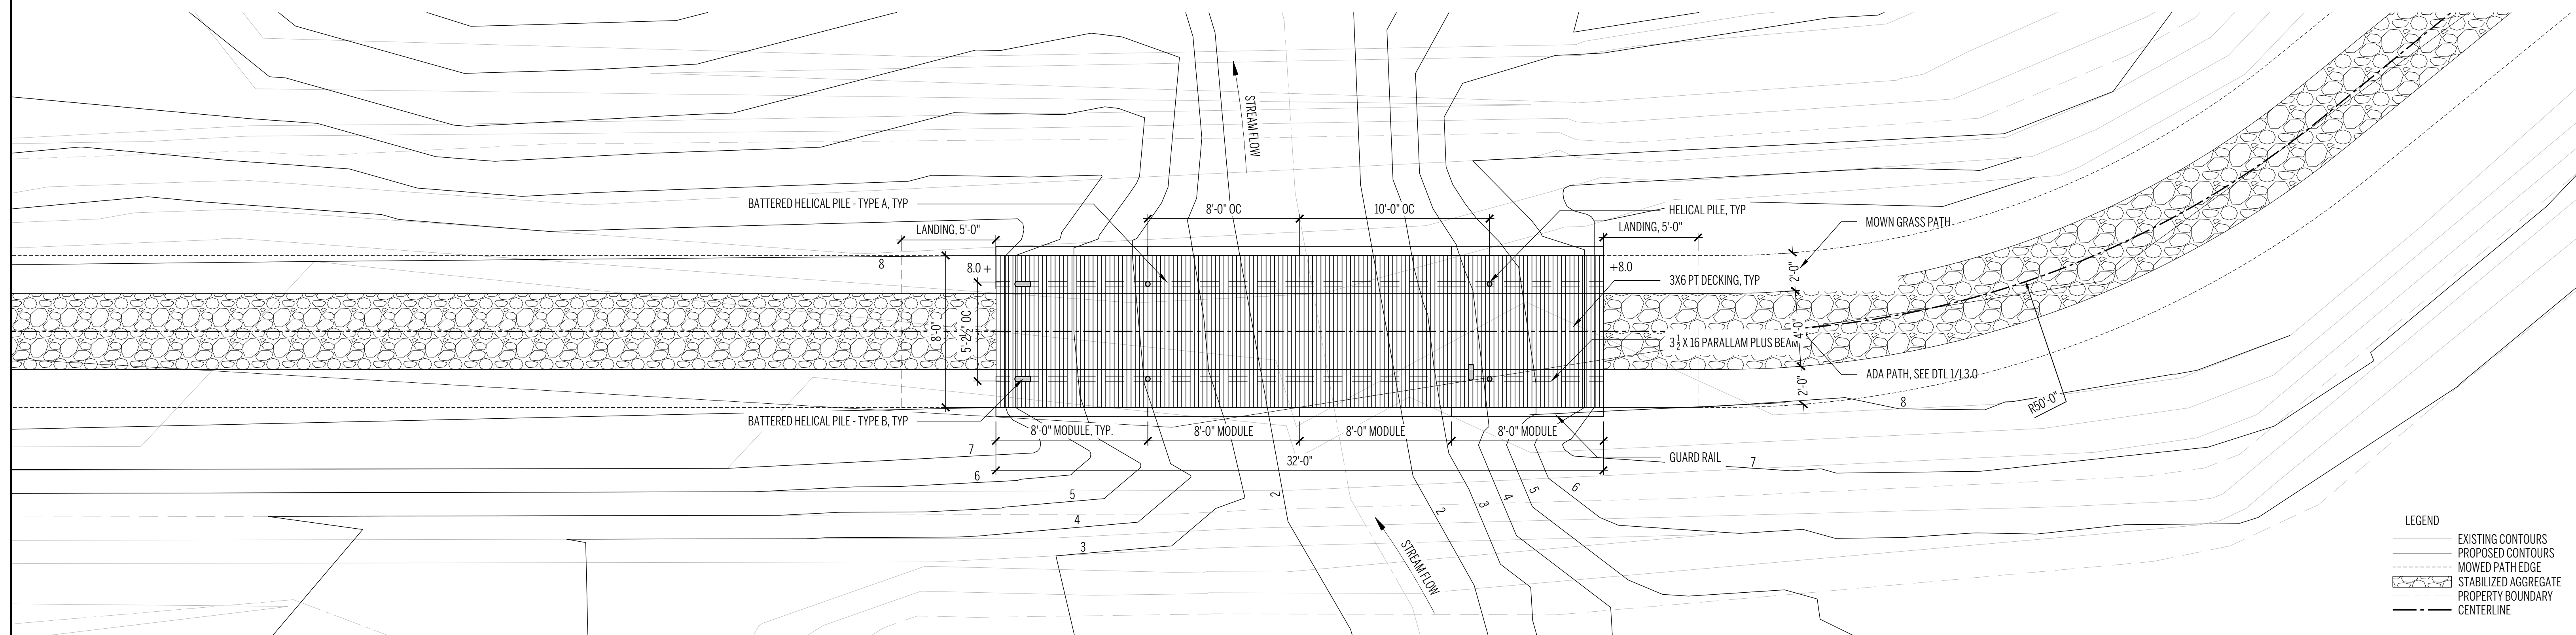 STREAM FLOW
BATTERED HELICAL PILE - TYPE A, TYP
8'-0" OC
10'-0" OC
HELICAL PILE, TYP
LANDING, 5'-0"
LANDING, 5'-0"
MOWN GRASS PATH
8
8.0 +
+8.0
2'-0"
3X6 PT DECKING, TYP
8'-0"
5'-2½" OC
4'-0"
3 ½ X 16 PARALLAM PLUS BEAM
ADA PATH, SEE DTL 1/L3.0
2'-0"
R50'-0"
8
BATTERED HELICAL PILE - TYPE B, TYP
8'-0" MODULE, TYP.
8'-0" MODULE
8'-0" MODULE
8'-0" MODULE
7
32'-0"
GUARD RAIL
7
6
5
4
3
2
2
3
4
5
6
STREAM FLOW
LEGEND
EXISTING CONTOURS
PROPOSED CONTOURS
MOWED PATH EDGE
STABILIZED AGGREGATE
PROPERTY BOUNDARY
CENTERLINE